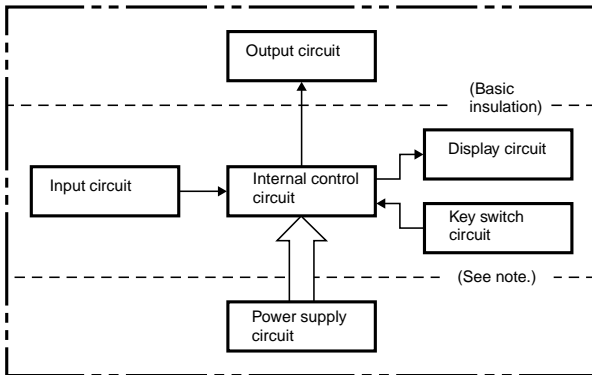 Output circuit
(Basic
insulation)
Display circuit
Input circuit
Internal control
circuit
Key switch
circuit
(See note.)
Power supply
circuit